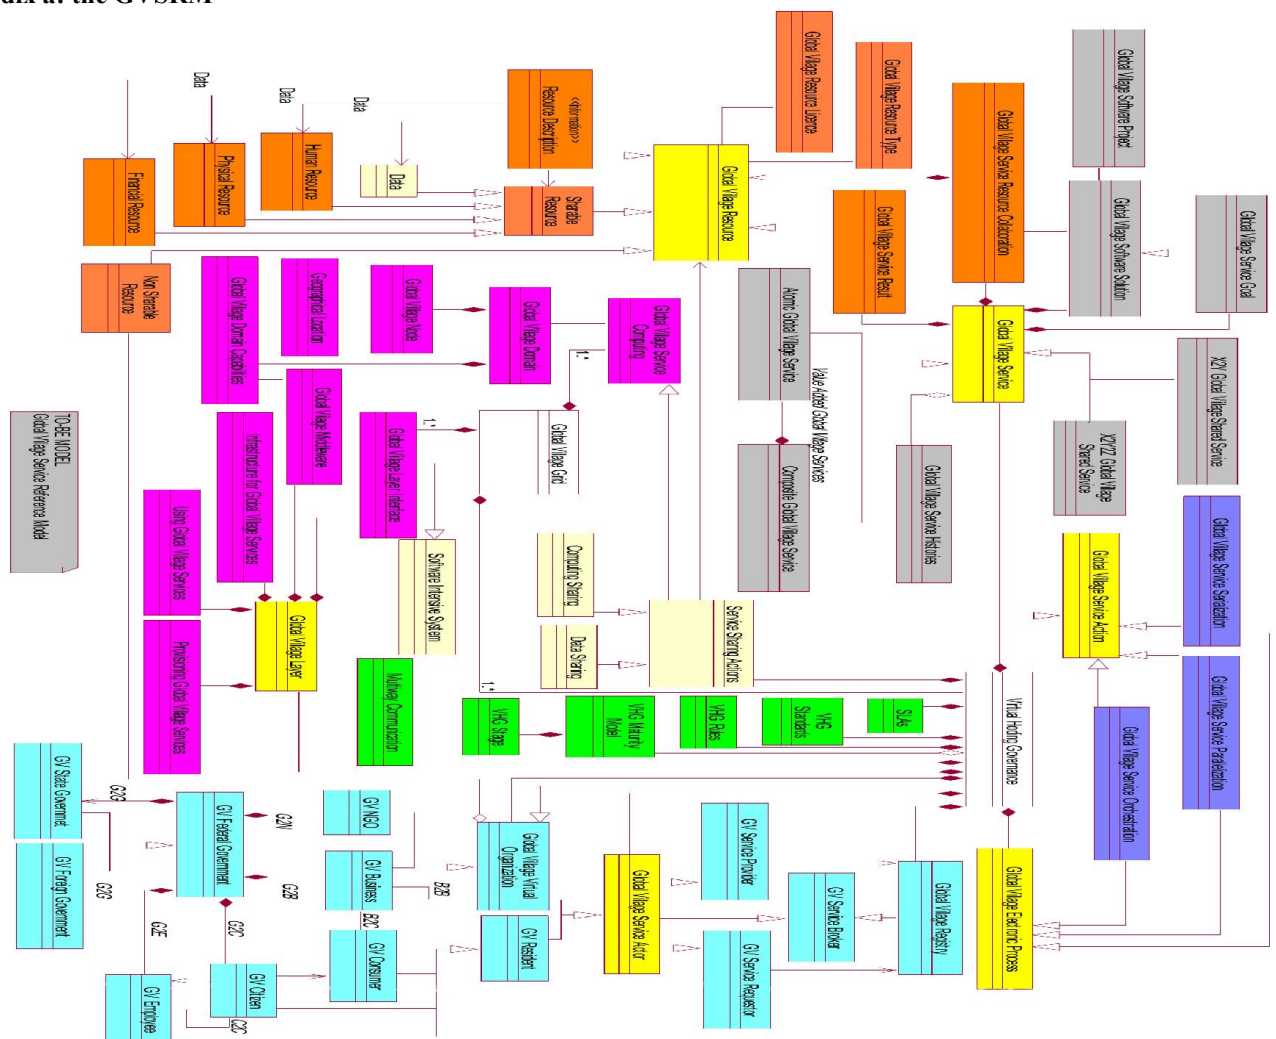 dix a: the GVSRM
Global Village Software Project
Global Village Resource Licence
Global Village Resource Type
Global Village Service Resource Collaboration
Global Village Software Solution
Global Village Service Goal
Data
Data
Data
Data
<<Information>>
Resource Description
Data
Human Resource
Physical Resource
Financial Resource
Sharable
Resource
Global Village Resource
Global Village Service Result
Global Village Service
X2Y Global Village Shared Service
X2Y2Z Global Village
Shared Service
Non Sharable
Resource
Global Village Domain Capabilities
Geographical Location
Global Village Node
Global Village Domain
Global Village Service
Computing
Atomic Global Village Service
Value Added Global Village Services
Composite Global Village Service
Global Village Service Histories
1..*
Global Village Middleware
Infrastructure for Global Village Services
Global Village Layer Interface
1..*
Global Village Grid
TO-BE MODEL
Global Village Service Reference Model
Using Global Village Services
Provisioning Global Village Services
Global Village Layer
Software Intensive System
Computing Sharing
Data Sharing
Service Sharing Actions
Global Village Service Action
Global Village Service Serialization
Global Village Service Parallelization
Global Village Service Orchestration
Multiway Communication
1..*
VHG Stage
VHG Maturity
Model
VHG Rules
VHG
Standards
SLAs
Virtual Hoding Governance
GV State Governmet
G2G
G2G
GV Foreign Government
GV Federal Government
G2N
G2B
G2C
G2E
GV NGO
GV Business
B2B
B2C
GV Consumer
GV Citizen
C2C
GV Employee
Global Village Virtual
Organization
GV Resident
Global Village Service Actor
GV Service Provider
GV Service Broker
GV Service Requestor
Global Village Registry
Global Village Electronic Process